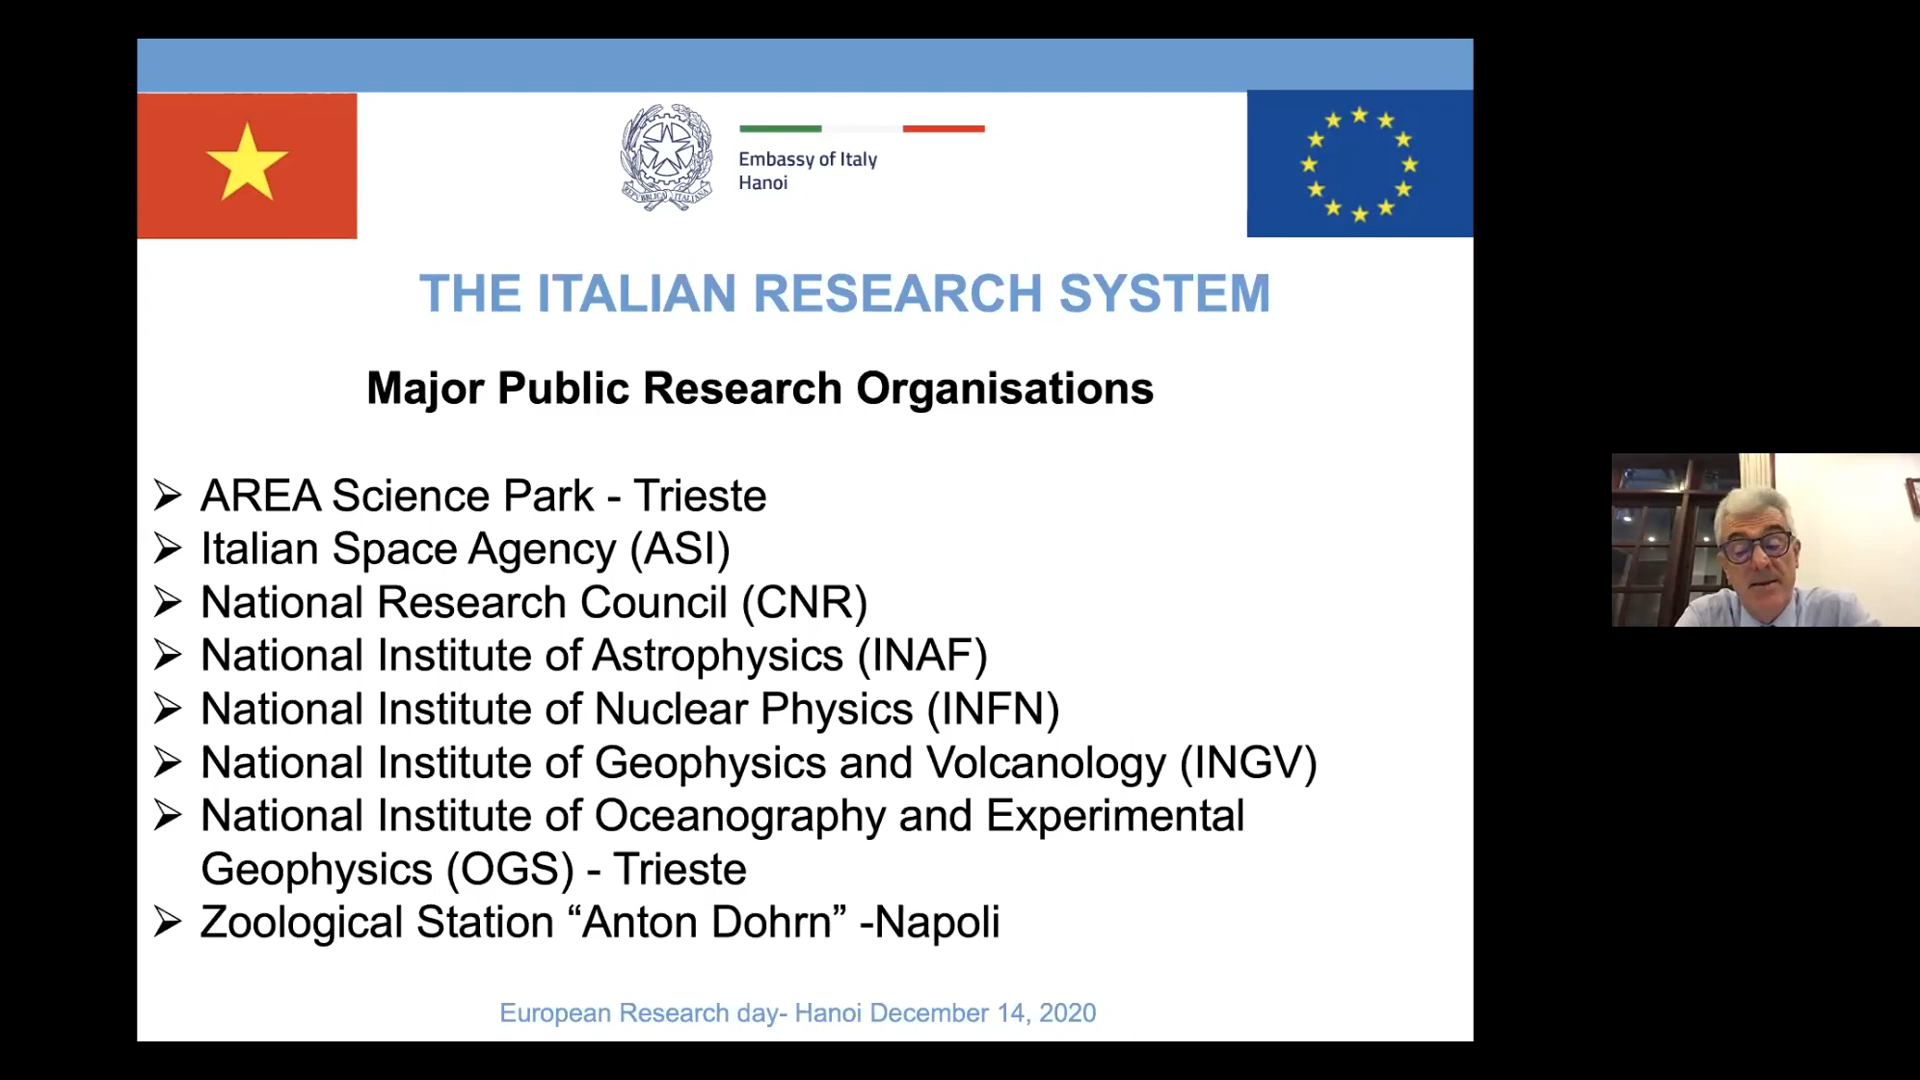 REPVBBLICA ITALIANA
Embassy of Italy
Hanoi
THE ITALIAN RESEARCH SYSTEM
Major Public Research Organisations
➢ AREA Science Park - Trieste
➢ Italian Space Agency (ASI)
➢ National Research Council (CNR)
➢ National Institute of Astrophysics (INAF)
➢ National Institute of Nuclear Physics (INFN)
➢ National Institute of Geophysics and Volcanology (INGV)
➢ National Institute of Oceanography and Experimental
Geophysics (OGS) - Trieste
➢ Zoological Station “Anton Dohrn” -Napoli
European Research day- Hanoi December 14, 2020